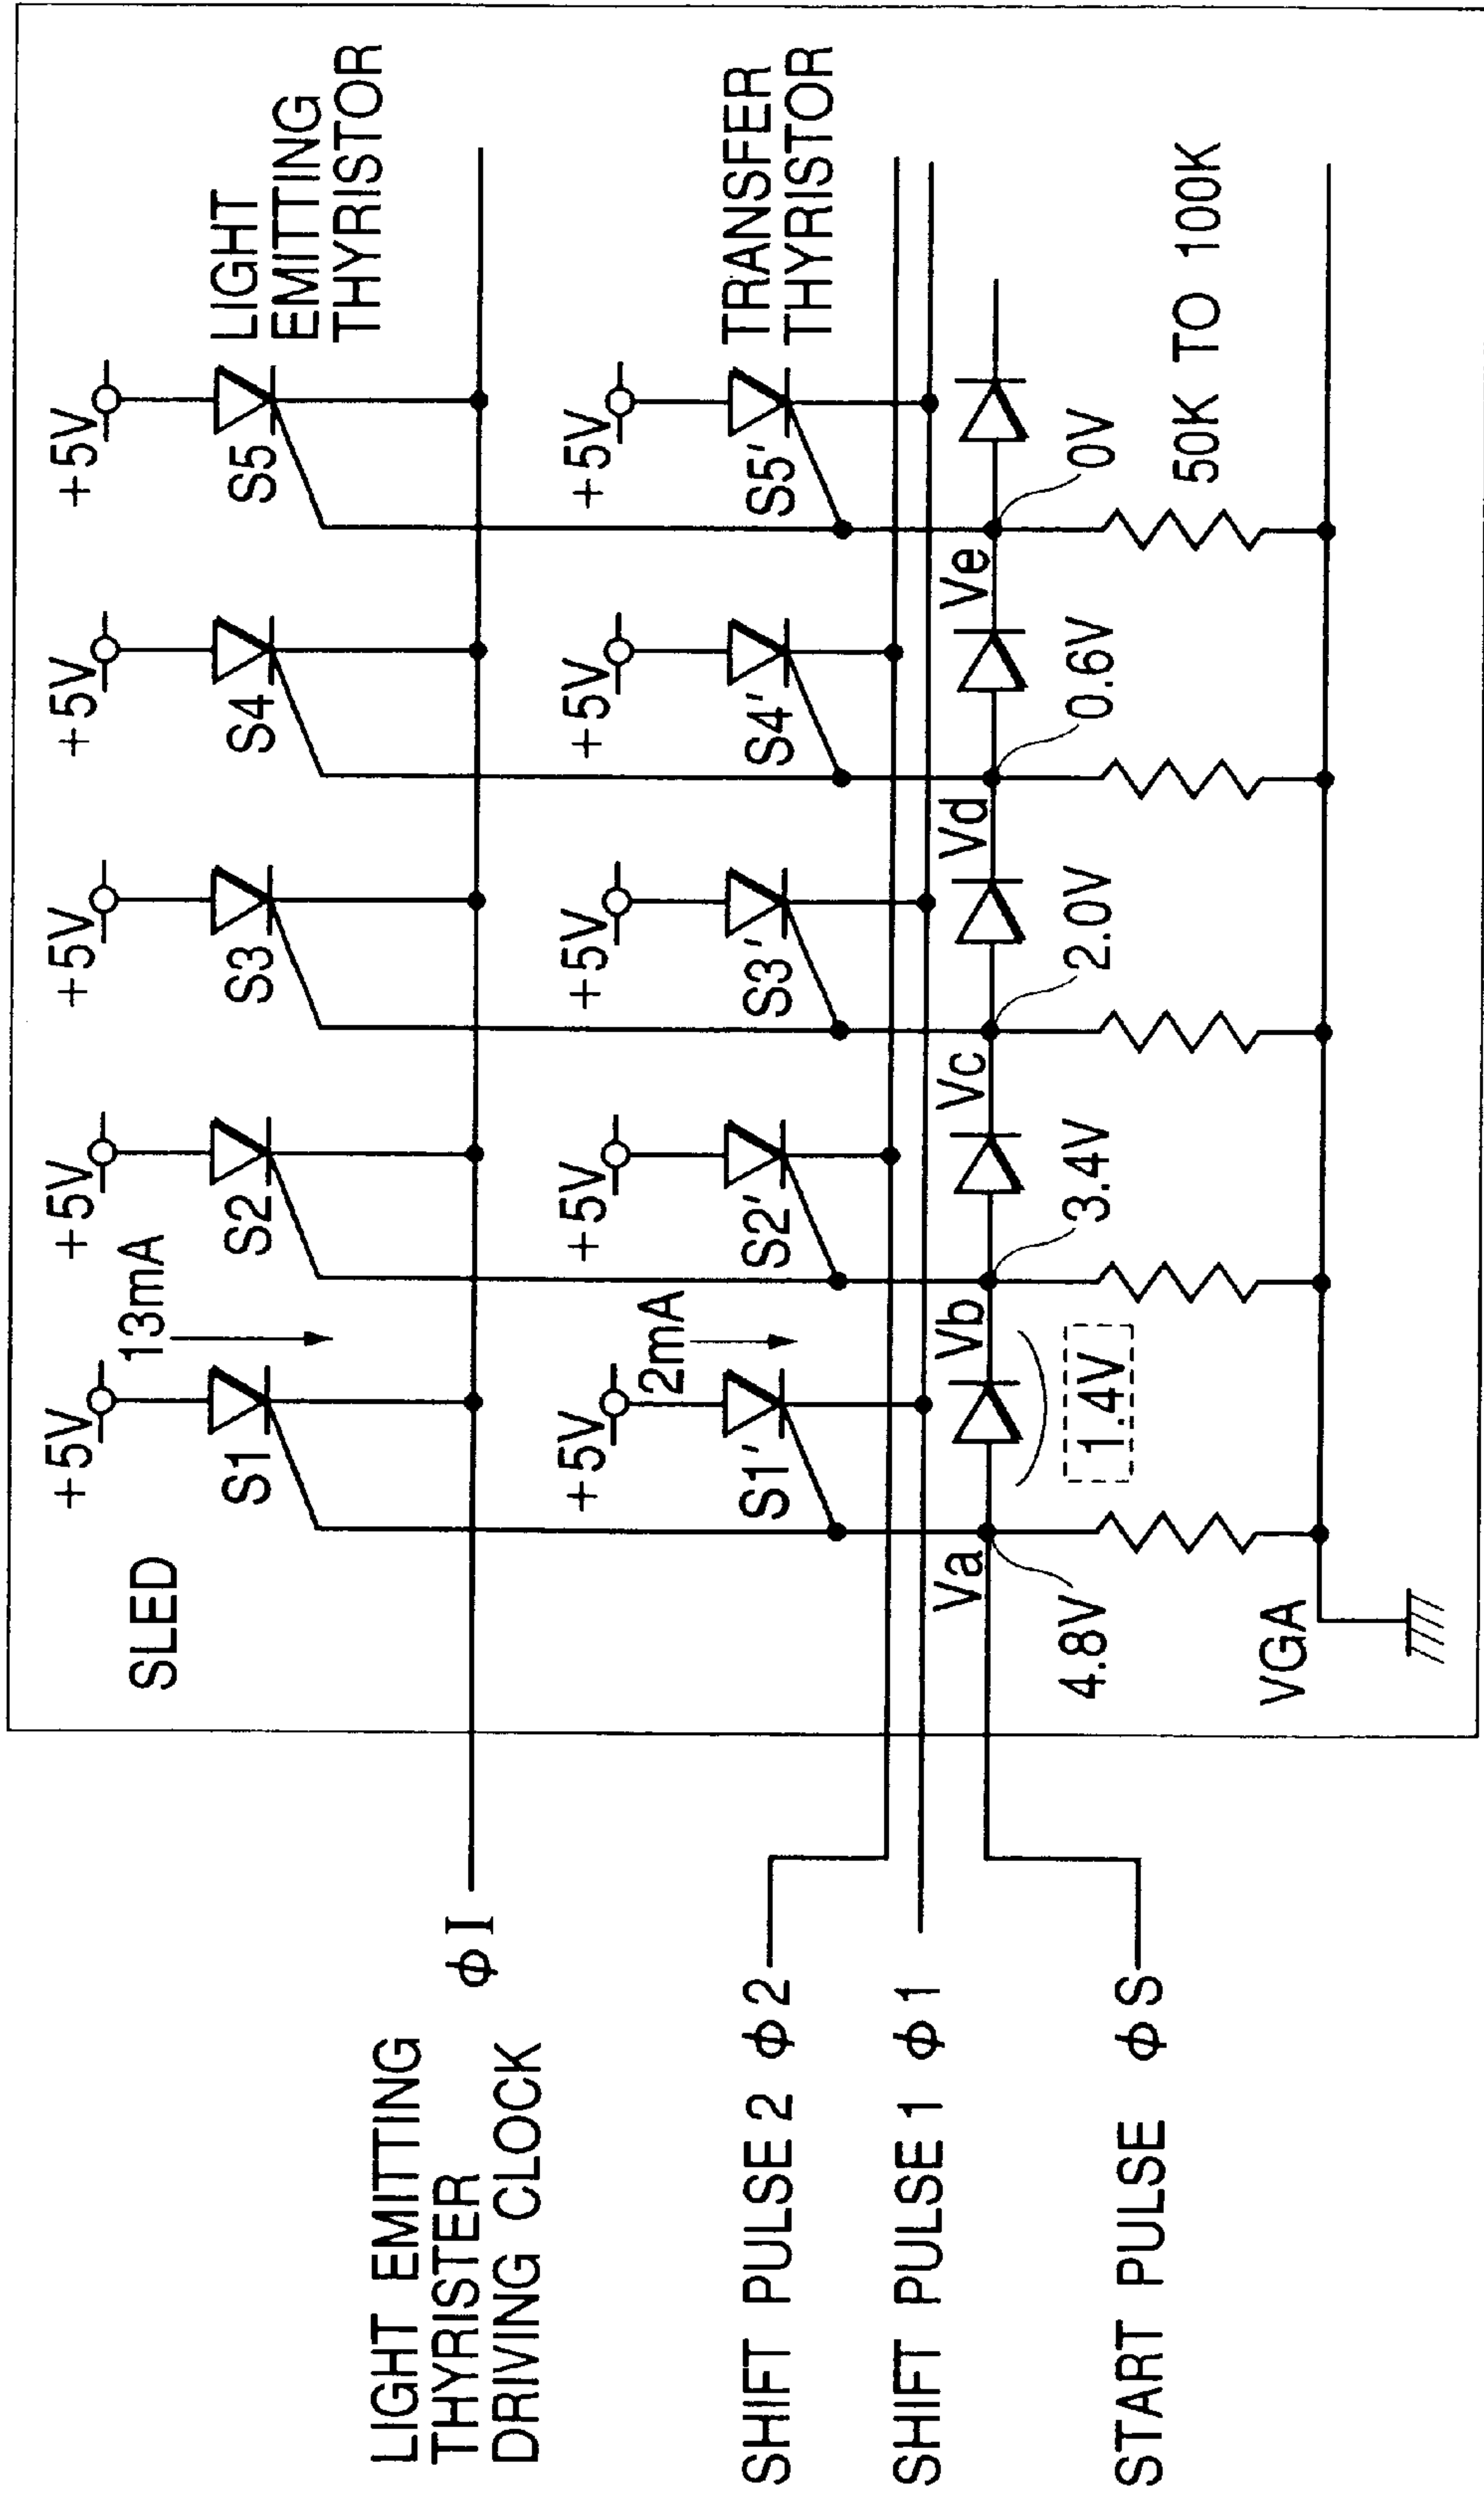 SLED
+5V
+5V
+5V
+5V
+5V
13mA
S1
S2
S3
S4
S5
LIGHT
EMITTING
THYRISTOR
LIGHT EMITTING
THYRISTER
DRIVING CLOCK
ΦI
+5V
+5V
+5V
+5V
+5V
2mA
S1'
S2'
S3'
S4'
S5'
TRANSFER
THYRISTOR
SHIFT PULSE 2 Φ2
SHIFT PULSE 1 Φ1
Va
Vb
Vc
Vd
Ve
START PULSE ΦS
4.8V
1.4V
3.4V
2.0V
0.6V
0V
50K TO 100K
VGA